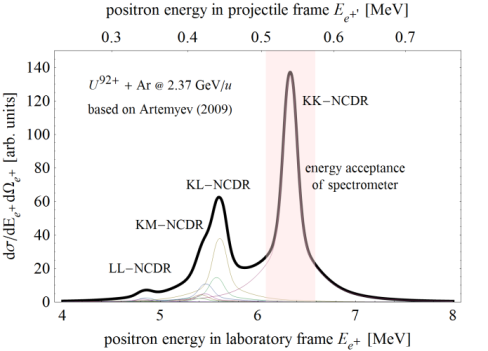 positron energy in projectile frame E_{e^+}' [MeV]
0.3 0.4 0.5 0.6 0.7
140
120
100
80
60
40
20
0
dσ/dE_{e^+}dΩ_{e^+} [arb. units]
U^{92+} + Ar @ 2.37 GeV/u
based on Artemyev (2009)
KK−NCDR
energy acceptance
of spectrometer
KL−NCDR
KM−NCDR
LL−NCDR
4 5 6 7 8
positron energy in laboratory frame E_{e^+} [MeV]